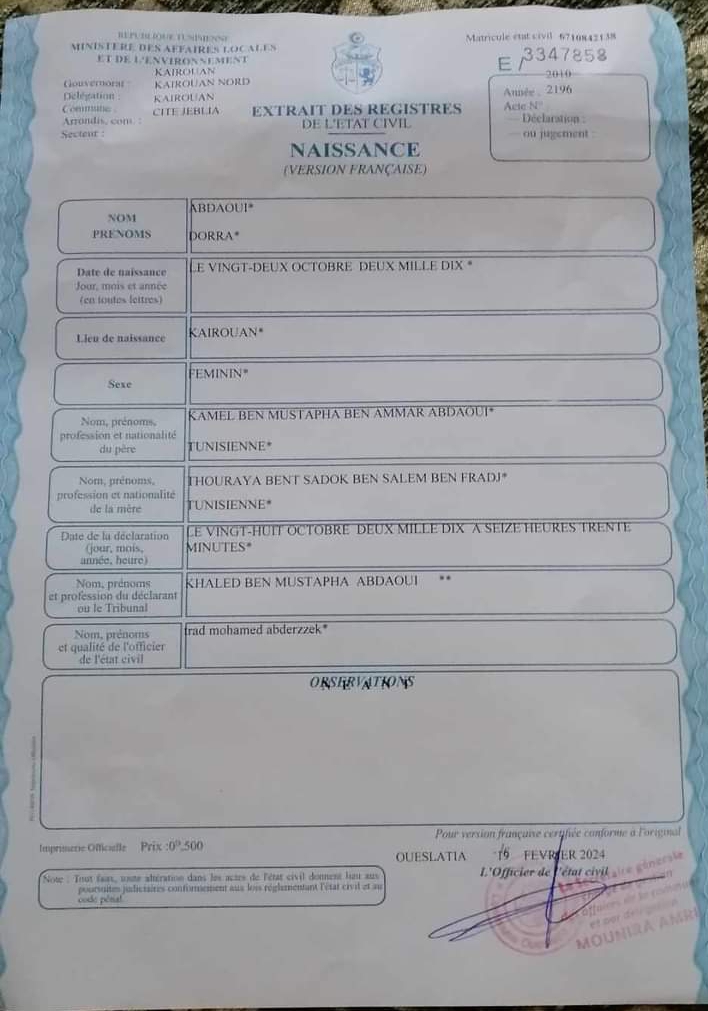 REPUBLIQUE TUNISIENNE
MINISTERE DES AFFAIRES LOCALES
ET DE L'ENVIRONNEMENT
Gouvernorat : KAIROUAN
Délégation : KAIROUAN NORD
Commune : KAIROUAN
Arrondis, com. : CITE JEBLIA
Secteur :
Matricule état civil 6710842138
E/3347858
2010
Année : 2196
Acte N° :
— Déclaration :
— ou jugement :
EXTRAIT DES REGISTRES
DE L'ETAT CIVIL
NAISSANCE
(VERSION FRANÇAISE)
NOM
PRENOMS
ABDAOUI*
DORRA*
Date de naissance
Jour, mois et année
(en toutes lettres)
LE VINGT-DEUX OCTOBRE DEUX MILLE DIX *
Lieu de naissance
KAIROUAN*
Sexe
FEMININ*
Nom, prénoms,
profession et nationalité
du père
KAMEL BEN MUSTAPHA BEN AMMAR ABDAOUI*
TUNISIENNE*
Nom, prénoms,
profession et nationalité
de la mère
THOURAYA BENT SADOK BEN SALEM BEN FRADJ*
TUNISIENNE*
Date de la déclaration
(jour, mois,
année, heure)
LE VINGT-HUIT OCTOBRE DEUX MILLE DIX A SEIZE HEURES TRENTE
MINUTES*
Nom, prénoms
et profession du déclarant
ou le Tribunal
KHALED BEN MUSTAPHA ABDAOUI **
Nom, prénoms
et qualité de l'officier
de l'état civil
trad mohamed abderzzek*
OBSERVATIONS
Pour version française certifiée conforme à l'original
Imprimerie Officielle Prix :0ᴰ,500
OUESLATIA 16 FEVRIER 2024
L'Officier de l'état civil
Note : Tout faux, toute altération dans les actes de l'état civil donnent lieu aux
poursuites judiciaires conformément aux lois réglementant l'état civil et au
code pénal.
La secrétaire générale
affaires de la commune
et par délégation
MOUNIRA AMRI